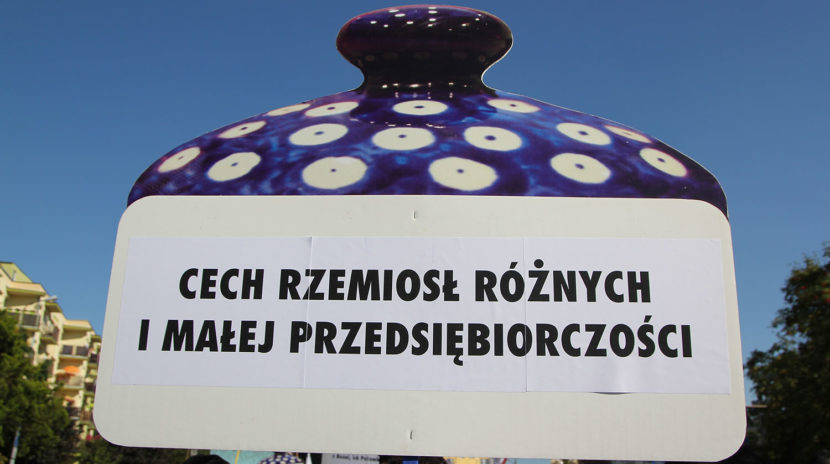 CECH RZEMIOSŁ RÓŻNYCH
I MAŁEJ PRZEDSIĘBIORCZOŚCI